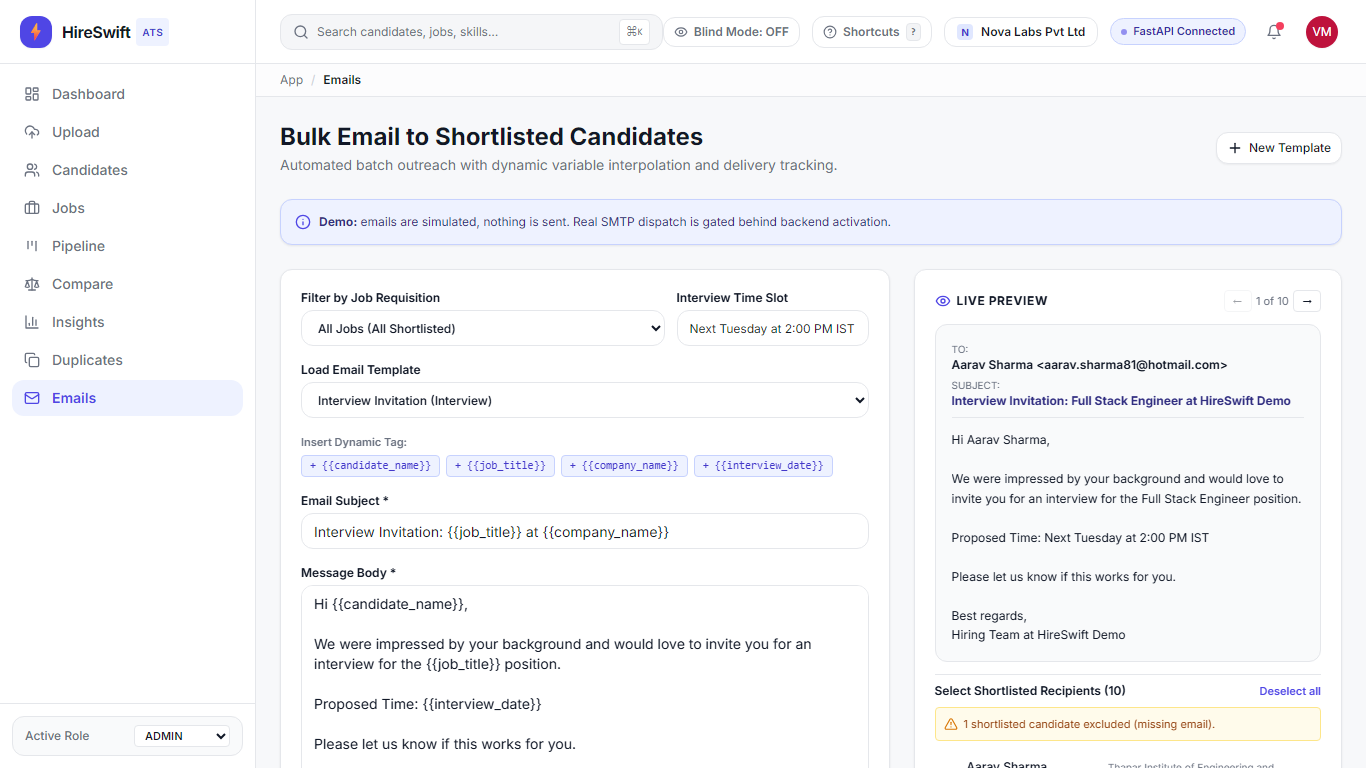 HireSwift ATS
Search candidates, jobs, skills...
⌘K
Blind Mode: OFF
Shortcuts ?
N Nova Labs Pvt Ltd
FastAPI Connected
VM
Dashboard
Upload
Candidates
Jobs
Pipeline
Compare
Insights
Duplicates
Emails
Active Role ADMIN
App / Emails
Bulk Email to Shortlisted Candidates
Automated batch outreach with dynamic variable interpolation and delivery tracking.
+ New Template
Demo: emails are simulated, nothing is sent. Real SMTP dispatch is gated behind backend activation.
Filter by Job Requisition
All Jobs (All Shortlisted)
Interview Time Slot
Next Tuesday at 2:00 PM IST
Load Email Template
Interview Invitation (Interview)
Insert Dynamic Tag:
+ {{candidate_name}} + {{job_title}} + {{company_name}} + {{interview_date}}
Email Subject *
Interview Invitation: {{job_title}} at {{company_name}}
Message Body *
Hi {{candidate_name}},
We were impressed by your background and would love to invite you for an
interview for the {{job_title}} position.
Proposed Time: {{interview_date}}
Please let us know if this works for you.
LIVE PREVIEW
← 1 of 10 →
TO:
Aarav Sharma <aarav.sharma81@hotmail.com>
SUBJECT:
Interview Invitation: Full Stack Engineer at HireSwift Demo
Hi Aarav Sharma,
We were impressed by your background and would love to
invite you for an interview for the Full Stack Engineer position.
Proposed Time: Next Tuesday at 2:00 PM IST
Please let us know if this works for you.
Best regards,
Hiring Team at HireSwift Demo
Select Shortlisted Recipients (10)
Deselect all
1 shortlisted candidate excluded (missing email).
Aarav Sharma
Thapar Institute of Engineering and